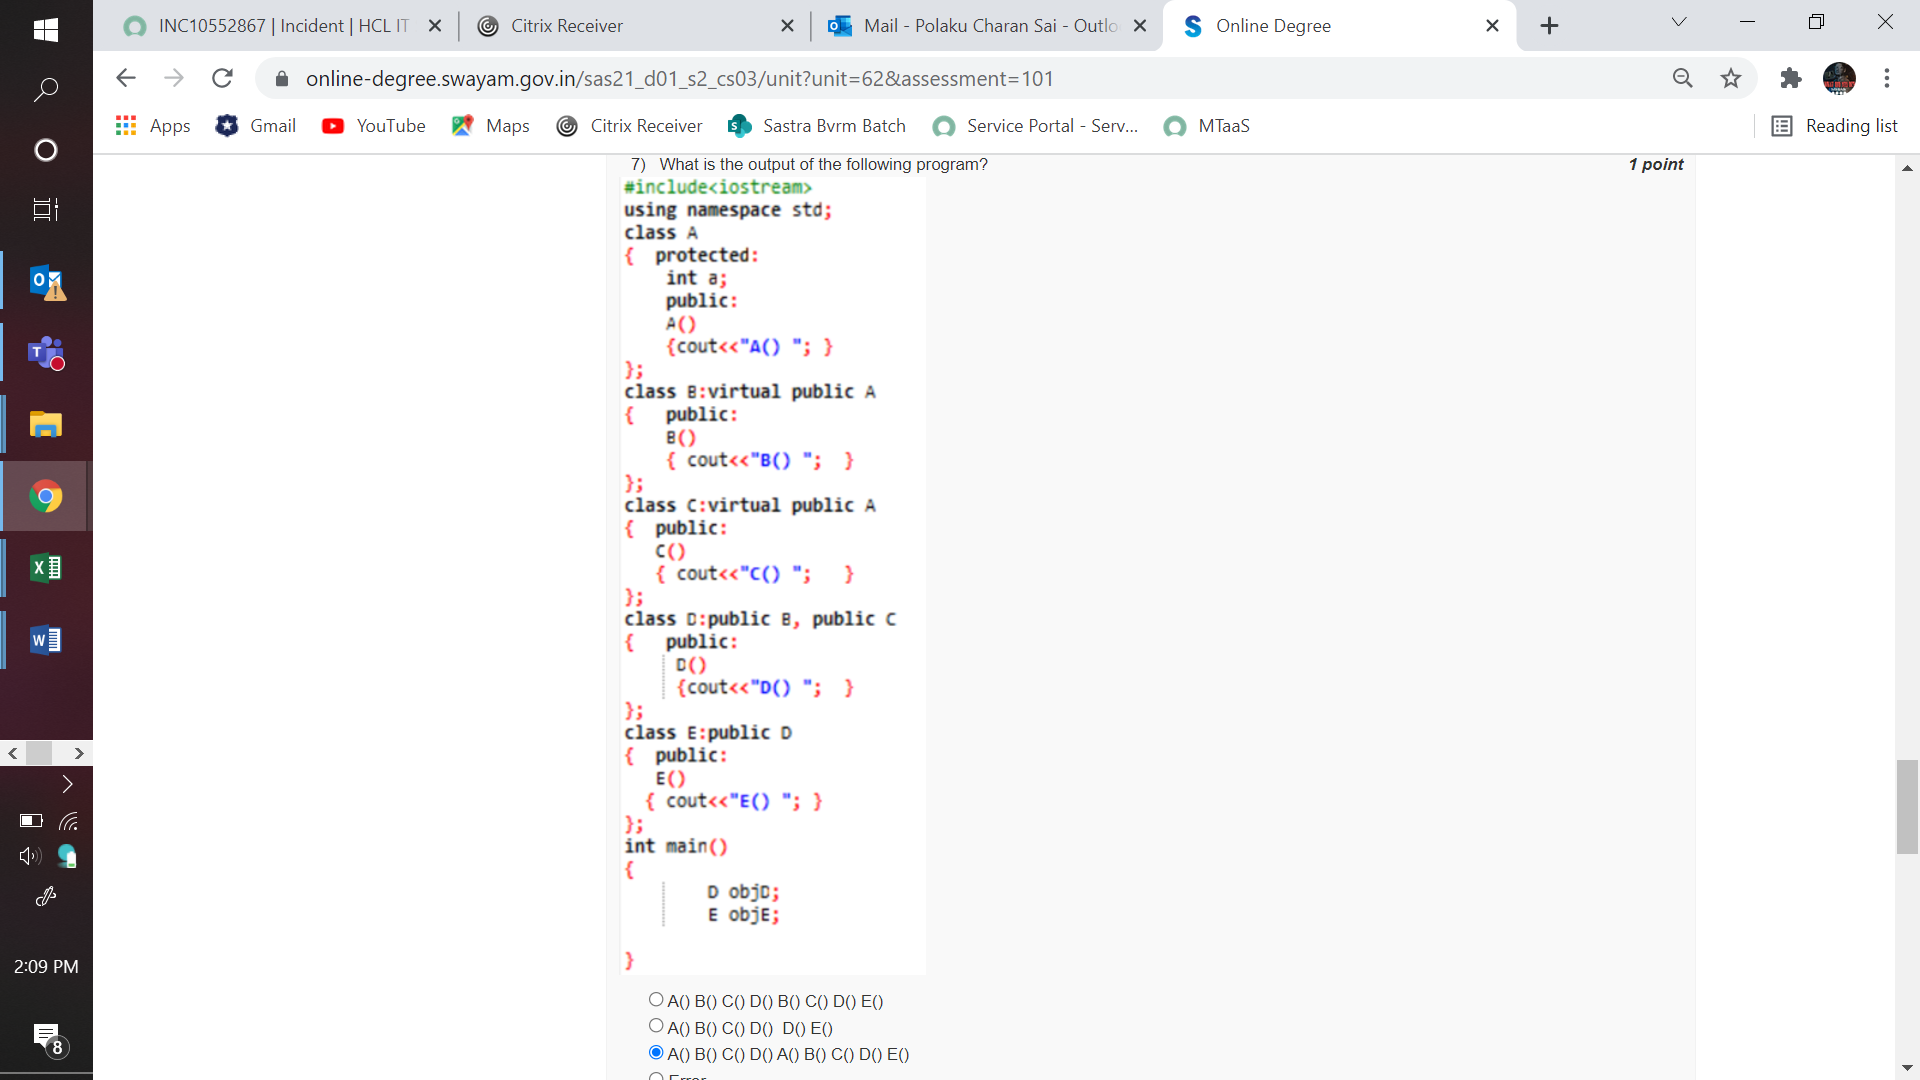 INC10552867 | Incident | HCL IT
Citrix Receiver
Mail - Polaku Charan Sai - Outlo
Online Degree
online-degree.swayam.gov.in/sas21_d01_s2_cs03/unit?unit=62&assessment=101
Apps
Gmail
YouTube
Maps
Citrix Receiver
Sastra Bvrm Batch
Service Portal - Serv...
MTaaS
Reading list
7) What is the output of the following program?
1 point
#include<iostream>
using namespace std;
class A
{ protected:
int a;
public:
A()
{cout<<"A() "; }
};
class B:virtual public A
{ public:
B()
{ cout<<"B() "; }
};
class C:virtual public A
{ public:
C()
{ cout<<"C() "; }
};
class D:public B, public C
{ public:
D()
{cout<<"D() "; }
};
class E:public D
{ public:
E()
{ cout<<"E() "; }
};
int main()
{
D objD;
E objE;
}
A() B() C() D() B() C() D() E()
A() B() C() D() D() E()
A() B() C() D() A() B() C() D() E()
Error
2:09 PM
8